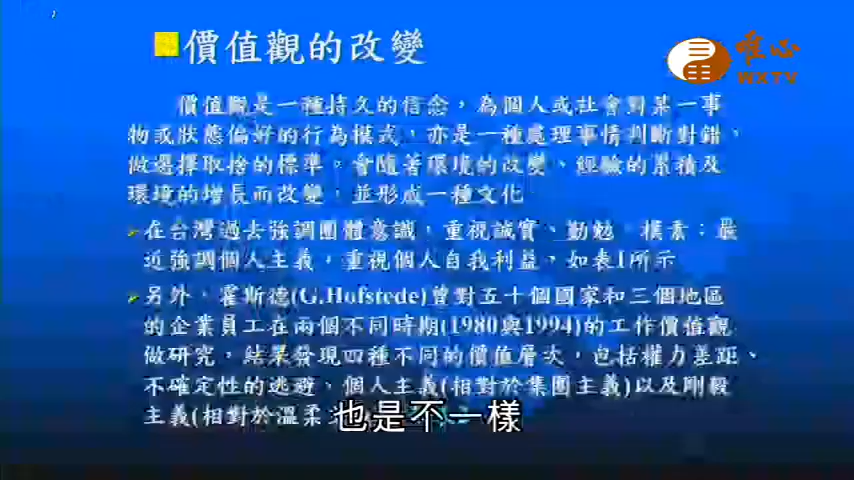 價值觀的改變
唯心
WXTV
價值觀是一種持久的信念，為個人或社會對某一事
物或狀態偏好的行為模式，亦是一種處理事情判斷對錯、
做選擇取捨的標準。會隨著環境的改變、經驗的累積及
環境的增長而改變，並形成一種文化
在台灣過去強調團體意識，重視誠實、勤勉、樸素；最
近強調個人主義，重視個人自我利益，如表1所示
另外，霍斯德(G.Hofstede)曾對五十個國家和三個地區
的企業員工在兩個不同時期(1980與1994)的工作價值觀
做研究，結果發現四種不同的價值層次，包括權力差距、
不確定性的逃避、個人主義(相對於集團主義)以及剛毅
主義(相對於溫柔
也是不一樣